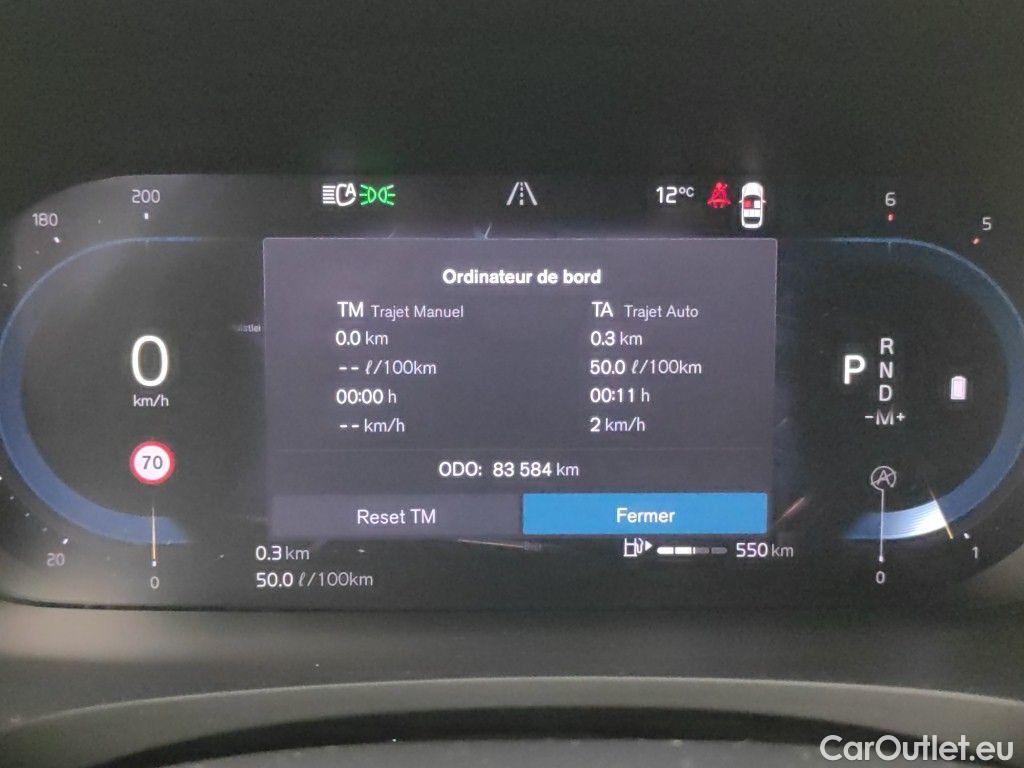 200
180
A
12°C
6
5
Ordinateur de bord
TM Trajet Manuel
TA Trajet Auto
0.0 km
0.3 km
-- ℓ/100km
50.0 ℓ/100km
00:00 h
00:11 h
-- km/h
2 km/h
ODO: 83 584 km
Reset TM
Fermer
0
km/h
70
P
R
N
D
-M+
A
20
0
0.3 km
50.0 ℓ/100km
550 km
1
0
CarOutlet.eu